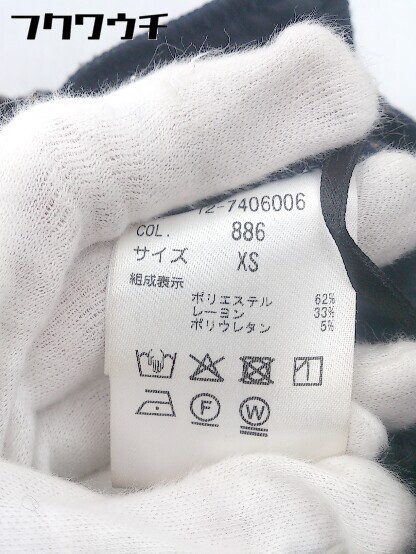 フクワウチ
12-7406006
COL. 886
サイズ XS
組成表示
ポリエステル 62%
レーヨン 33%
ポリウレタン 5%
F
W